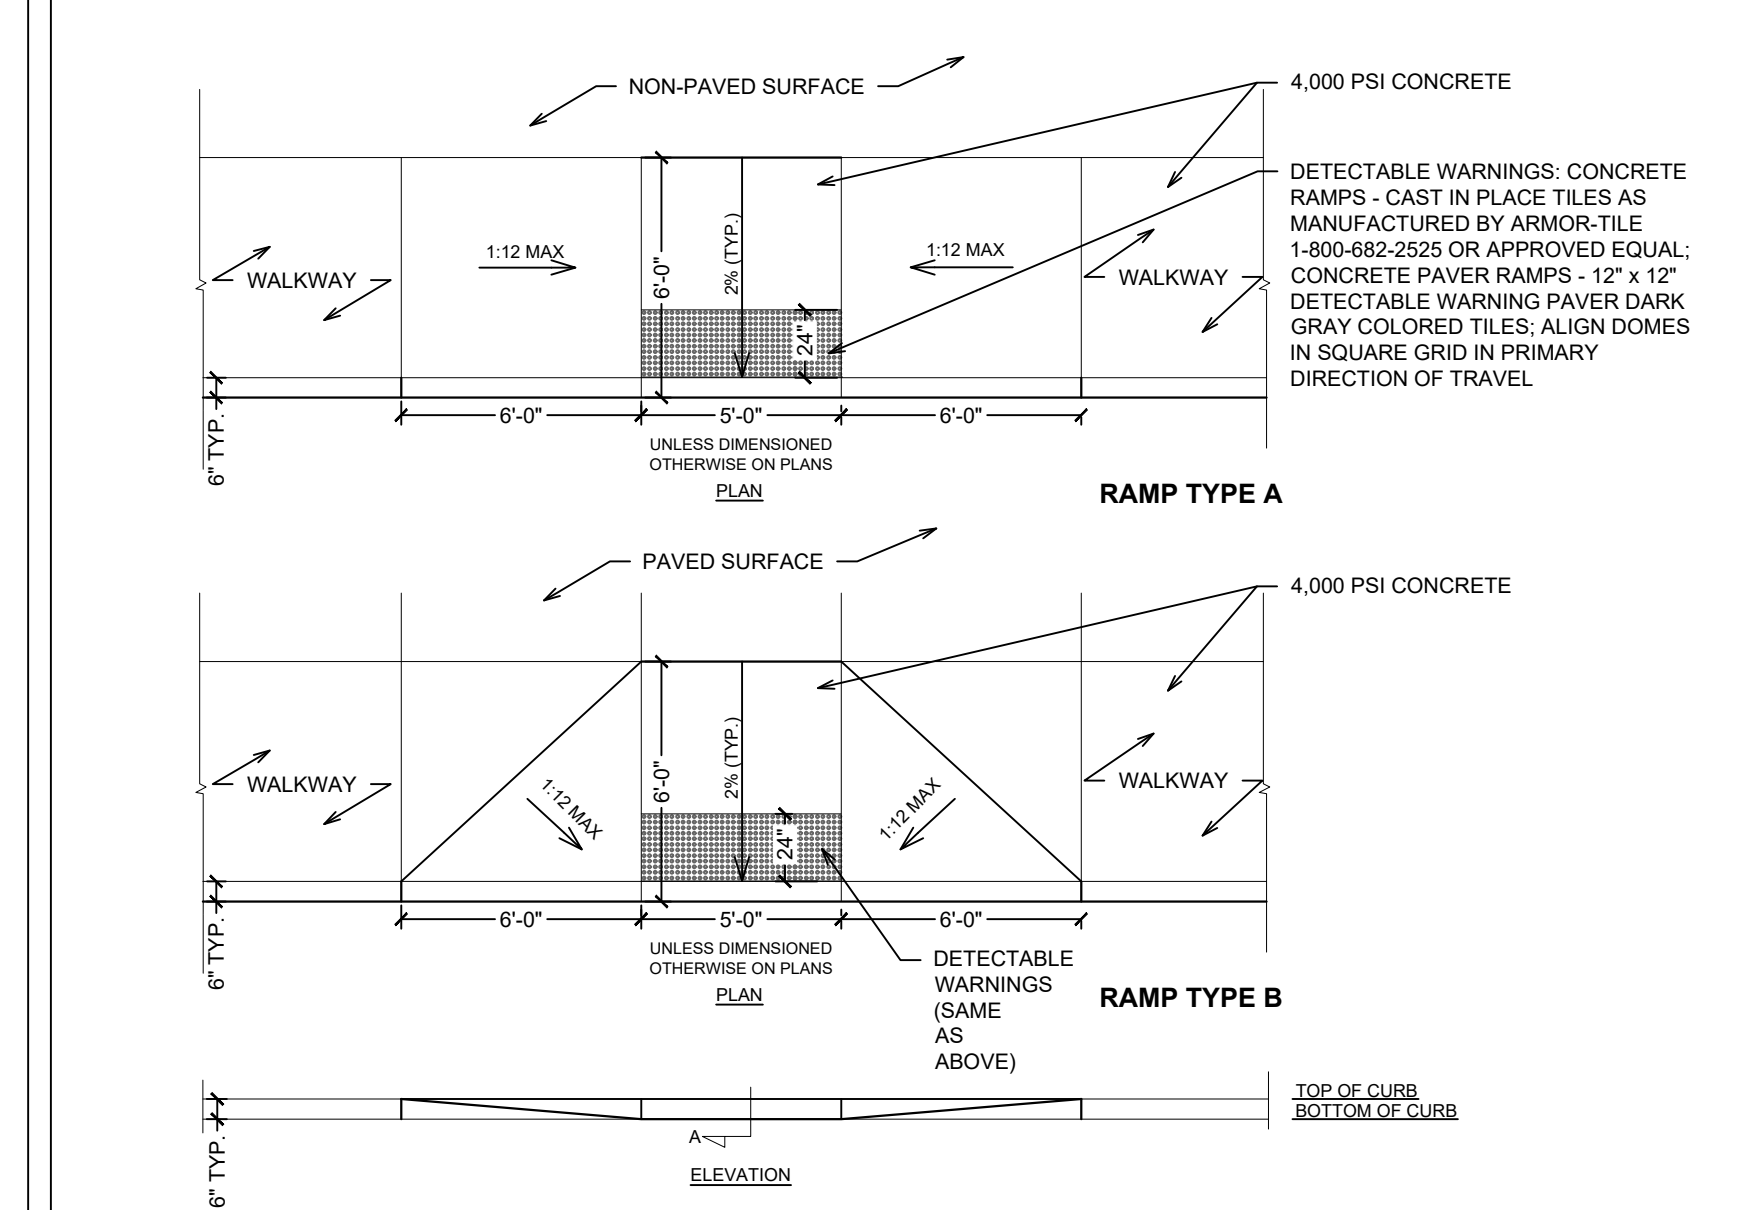 NON-PAVED SURFACE
4,000 PSI CONCRETE
DETECTABLE WARNINGS: CONCRETE
RAMPS - CAST IN PLACE TILES AS
MANUFACTURED BY ARMOR-TILE
1-800-682-2525 OR APPROVED EQUAL;
CONCRETE PAVER RAMPS - 12" x 12"
DETECTABLE WARNING PAVER DARK
GRAY COLORED TILES; ALIGN DOMES
IN SQUARE GRID IN PRIMARY
DIRECTION OF TRAVEL
WALKWAY
1:12 MAX
6'-0"
2% (TYP.)
24"
1:12 MAX
WALKWAY
6" TYP.
6'-0"
5'-0"
6'-0"
UNLESS DIMENSIONED
OTHERWISE ON PLANS
PLAN
RAMP TYPE A
PAVED SURFACE
4,000 PSI CONCRETE
WALKWAY
1:12 MAX
6'-0"
2% (TYP.)
24"
1:12 MAX
WALKWAY
6" TYP.
6'-0"
5'-0"
6'-0"
UNLESS DIMENSIONED
OTHERWISE ON PLANS
PLAN
DETECTABLE
WARNINGS
(SAME
AS
ABOVE)
RAMP TYPE B
6" TYP.
TOP OF CURB
BOTTOM OF CURB
A
ELEVATION